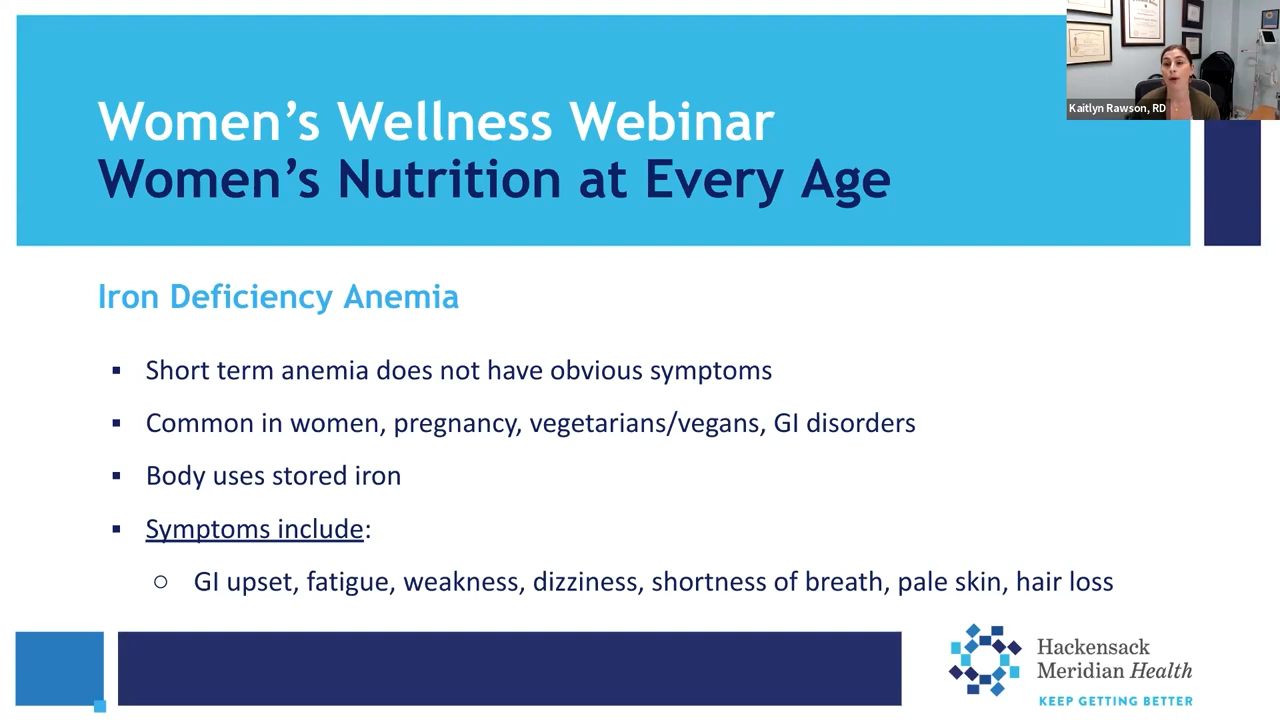 Women’s Wellness Webinar
Women’s Nutrition at Every Age
Kaitlyn Rawson, RD
Iron Deficiency Anemia
▪ Short term anemia does not have obvious symptoms
▪ Common in women, pregnancy, vegetarians/vegans, GI disorders
▪ Body uses stored iron
▪ Symptoms include:
○ GI upset, fatigue, weakness, dizziness, shortness of breath, pale skin, hair loss
Hackensack
Meridian Health
KEEP GETTING BETTER